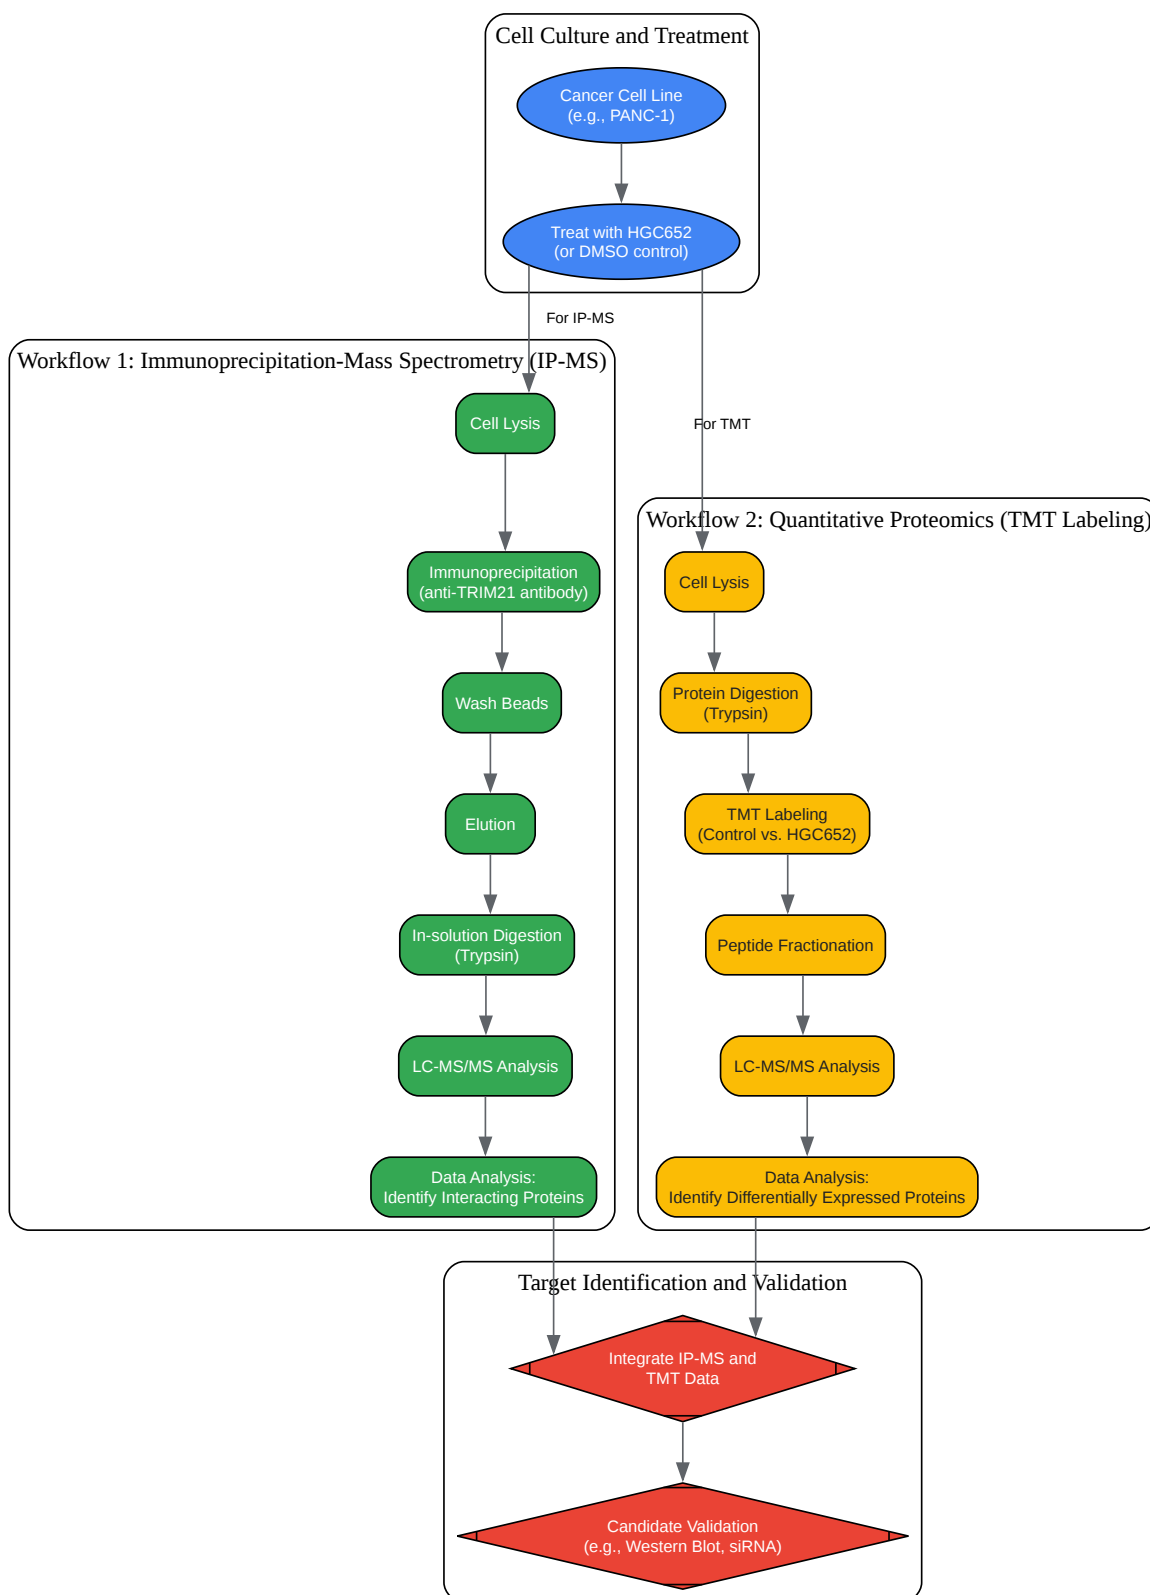 Cell Culture and Treatment
Cancer Cell Line
(e.g., PANC-1)
Treat with HGC652
(or DMSO control)
For IP-MS
Workflow 1: Immunoprecipitation-Mass Spectrometry (IP-MS)
Cell Lysis
Immunoprecipitation
(anti-TRIM21 antibody)
Wash Beads
Elution
In-solution Digestion
(Trypsin)
LC-MS/MS Analysis
Data Analysis:
Identify Interacting Proteins
For TMT
Workflow 2: Quantitative Proteomics (TMT Labeling)
Cell Lysis
Protein Digestion
(Trypsin)
TMT Labeling
(Control vs. HGC652)
Peptide Fractionation
LC-MS/MS Analysis
Data Analysis:
Identify Differentially Expressed Proteins
Target Identification and Validation
Integrate IP-MS and
TMT Data
Candidate Validation
(e.g., Western Blot, siRNA)